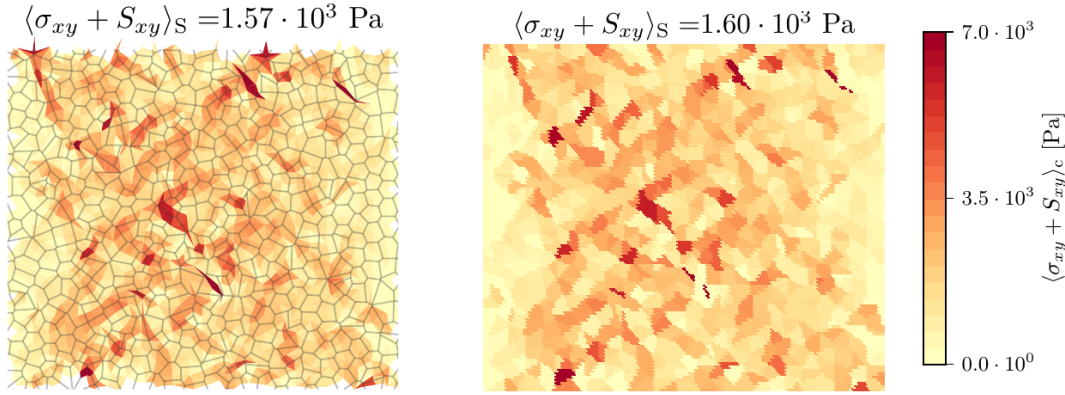 ⟨σxy + Sxy⟩S =1.57 · 10³ Pa
⟨σxy + Sxy⟩S =1.60 · 10³ Pa
7.0 · 10³
3.5 · 10³
0.0 · 10⁰
⟨σxy + Sxy⟩c [Pa]